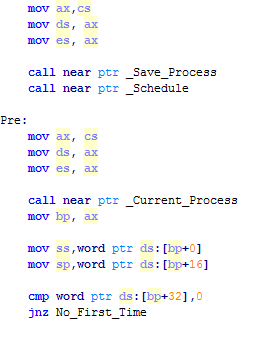 mov ax,cs
mov ds, ax
mov es, ax
call near ptr _Save_Process
call near ptr _Schedule
Pre:
mov ax, cs
mov ds, ax
mov es, ax
call near ptr _Current_Process
mov bp, ax
mov ss,word ptr ds:[bp+0]
mov sp,word ptr ds:[bp+16]
cmp word ptr ds:[bp+32],0
jnz No_First_Time